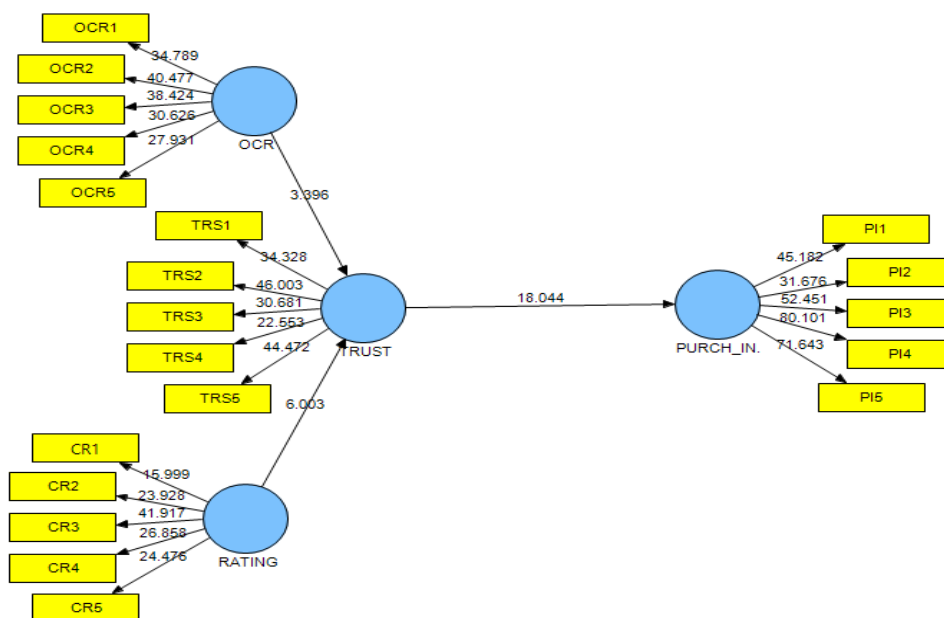 OCR1
34.789
OCR2
40.477
OCR3
38.424
OCR4
30.626
27.931
OCR5
OCR
3.396
TRS1
34.328
TRS2
46.003
TRS3
30.681
TRS4
22.553
44.472
TRS5
TRUST
18.044
PI1
45.182
PI2
31.676
PI3
52.451
PI4
80.101
71.643
PI5
PURCH_IN.
6.003
CR1
15.999
CR2
23.928
CR3
41.917
CR4
26.858
24.476
CR5
RATING